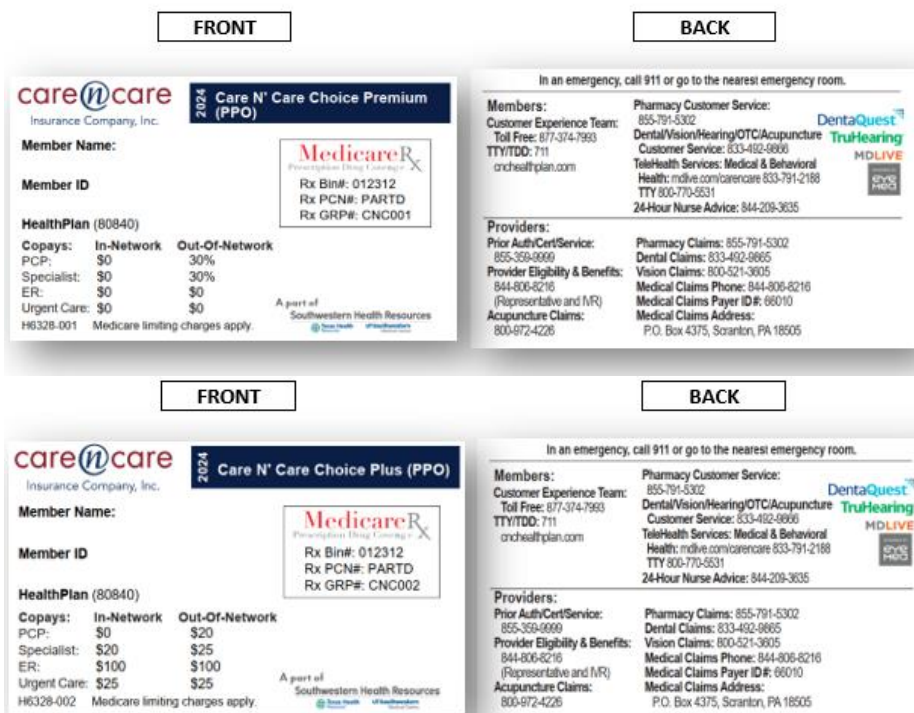 FRONT
BACK
care n care
Insurance Company, Inc.
2024
Care N' Care Choice Premium
(PPO)
Member Name:
Member ID
HealthPlan (80840)
MedicareRx
Prescription Drug Coverage
Rx Bin#: 012312
Rx PCN#: PARTD
Rx GRP#: CNC001
Copays: In-Network Out-Of-Network
PCP: $0 30%
Specialist: $0 30%
ER: $0 $0
Urgent Care: $0 $0
H6328-001 Medicare limiting charges apply.
A part of
Southwestern Health Resources
Texas Health
UTSouthwestern
In an emergency, call 911 or go to the nearest emergency room.
Members:
Customer Experience Team:
Toll Free: 877-374-7993
TTY/TDD: 711
cnchealthplan.com
Pharmacy Customer Service:
855-791-5302
Dental/Vision/Hearing/OTC/Acupuncture
Customer Service: 833-492-9866
TeleHealth Services: Medical & Behavioral
Health: mdlive.com/carencare 833-791-2188
TTY 800-770-5531
24-Hour Nurse Advice: 844-209-3635
DentaQuest
TruHearing
MDLIVE
eye
Med
Providers:
Prior Auth/Cert/Service:
855-359-9999
Provider Eligibility & Benefits:
844-806-8216
(Representative and IVR)
Acupuncture Claims:
800-972-4226
Pharmacy Claims: 855-791-5302
Dental Claims: 833-492-9865
Vision Claims: 800-521-3605
Medical Claims Phone: 844-806-8216
Medical Claims Payer ID#: 66010
Medical Claims Address:
P.O. Box 4375, Scranton, PA 18505
FRONT
BACK
care n care
Insurance Company, Inc.
2024
Care N' Care Choice Plus (PPO)
Member Name:
Member ID
HealthPlan (80840)
MedicareRx
Prescription Drug Coverage
Rx Bin#: 012312
Rx PCN#: PARTD
Rx GRP#: CNC002
Copays: In-Network Out-Of-Network
PCP: $0 $20
Specialist: $20 $25
ER: $100 $100
Urgent Care: $25 $25
H6328-002 Medicare limiting charges apply.
A part of
Southwestern Health Resources
Texas Health
UTSouthwestern
In an emergency, call 911 or go to the nearest emergency room.
Members:
Customer Experience Team:
Toll Free: 877-374-7993
TTY/TDD: 711
cnchealthplan.com
Pharmacy Customer Service:
855-791-5302
Dental/Vision/Hearing/OTC/Acupuncture
Customer Service: 833-492-9866
TeleHealth Services: Medical & Behavioral
Health: mdlive.com/carencare 833-791-2188
TTY 800-770-5531
24-Hour Nurse Advice: 844-209-3635
DentaQuest
TruHearing
MDLIVE
eye
Med
Providers:
Prior Auth/Cert/Service:
855-359-9999
Provider Eligibility & Benefits:
844-806-8216
(Representative and IVR)
Acupuncture Claims:
800-972-4226
Pharmacy Claims: 855-791-5302
Dental Claims: 833-492-9865
Vision Claims: 800-521-3605
Medical Claims Phone: 844-806-8216
Medical Claims Payer ID#: 66010
Medical Claims Address:
P.O. Box 4375, Scranton, PA 18505